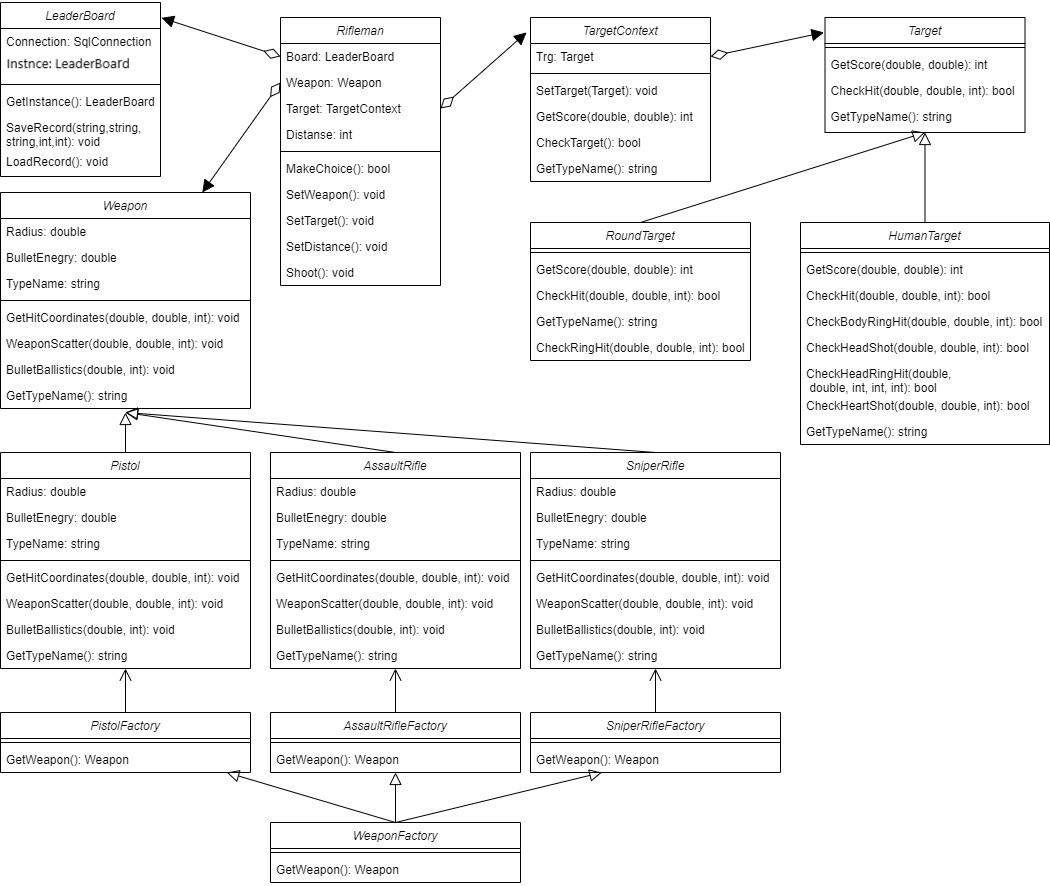 LeaderBoard
Connection: SqlConnection
Instnce: LeaderBoard
GetInstance(): LeaderBoard
SaveRecord(string,string,
string,int,int): void
LoadRecord(): void
Rifleman
Board: LeaderBoard
Weapon: Weapon
Target: TargetContext
Distanse: int
MakeChoice(): bool
SetWeapon(): void
SetTarget(): void
SetDistance(): void
Shoot(): void
TargetContext
Trg: Target
SetTarget(Target): void
GetScore(double, double): int
CheckTarget(): bool
GetTypeName(): string
Target
GetScore(double, double): int
CheckHit(double, double, int): bool
GetTypeName(): string
Weapon
Radius: double
BulletEnegry: double
TypeName: string
GetHitCoordinates(double, double, int): void
WeaponScatter(double, double, int): void
BulletBallistics(double, int): void
GetTypeName(): string
RoundTarget
GetScore(double, double): int
CheckHit(double, double, int): bool
GetTypeName(): string
CheckRingHit(double, double, int): bool
HumanTarget
GetScore(double, double): int
CheckHit(double, double, int): bool
CheckBodyRingHit(double, double, int): bool
CheckHeadShot(double, double, int): bool
CheckHeadRingHit(double,
double, int, int, int): bool
CheckHeartShot(double, double, int): bool
GetTypeName(): string
Pistol
Radius: double
BulletEnegry: double
TypeName: string
GetHitCoordinates(double, double, int): void
WeaponScatter(double, double, int): void
BulletBallistics(double, int): void
GetTypeName(): string
AssaultRifle
Radius: double
BulletEnegry: double
TypeName: string
GetHitCoordinates(double, double, int): void
WeaponScatter(double, double, int): void
BulletBallistics(double, int): void
GetTypeName(): string
SniperRifle
Radius: double
BulletEnegry: double
TypeName: string
GetHitCoordinates(double, double, int): void
WeaponScatter(double, double, int): void
BulletBallistics(double, int): void
GetTypeName(): string
PistolFactory
GetWeapon(): Weapon
AssaultRifleFactory
GetWeapon(): Weapon
SniperRifleFactory
GetWeapon(): Weapon
WeaponFactory
GetWeapon(): Weapon